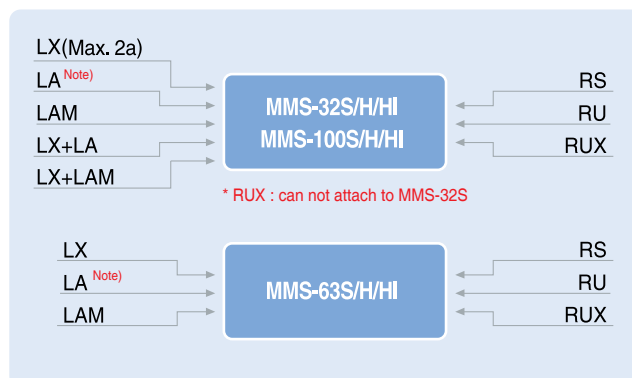 LX(Max. 2a)
LA Note)
LAM
LX+LA
LX+LAM
MMS-32S/H/HI
MMS-100S/H/HI
RS
RU
RUX
* RUX : can not attach to MMS-32S
LX
LA Note)
LAM
MMS-63S/H/HI
RS
RU
RUX